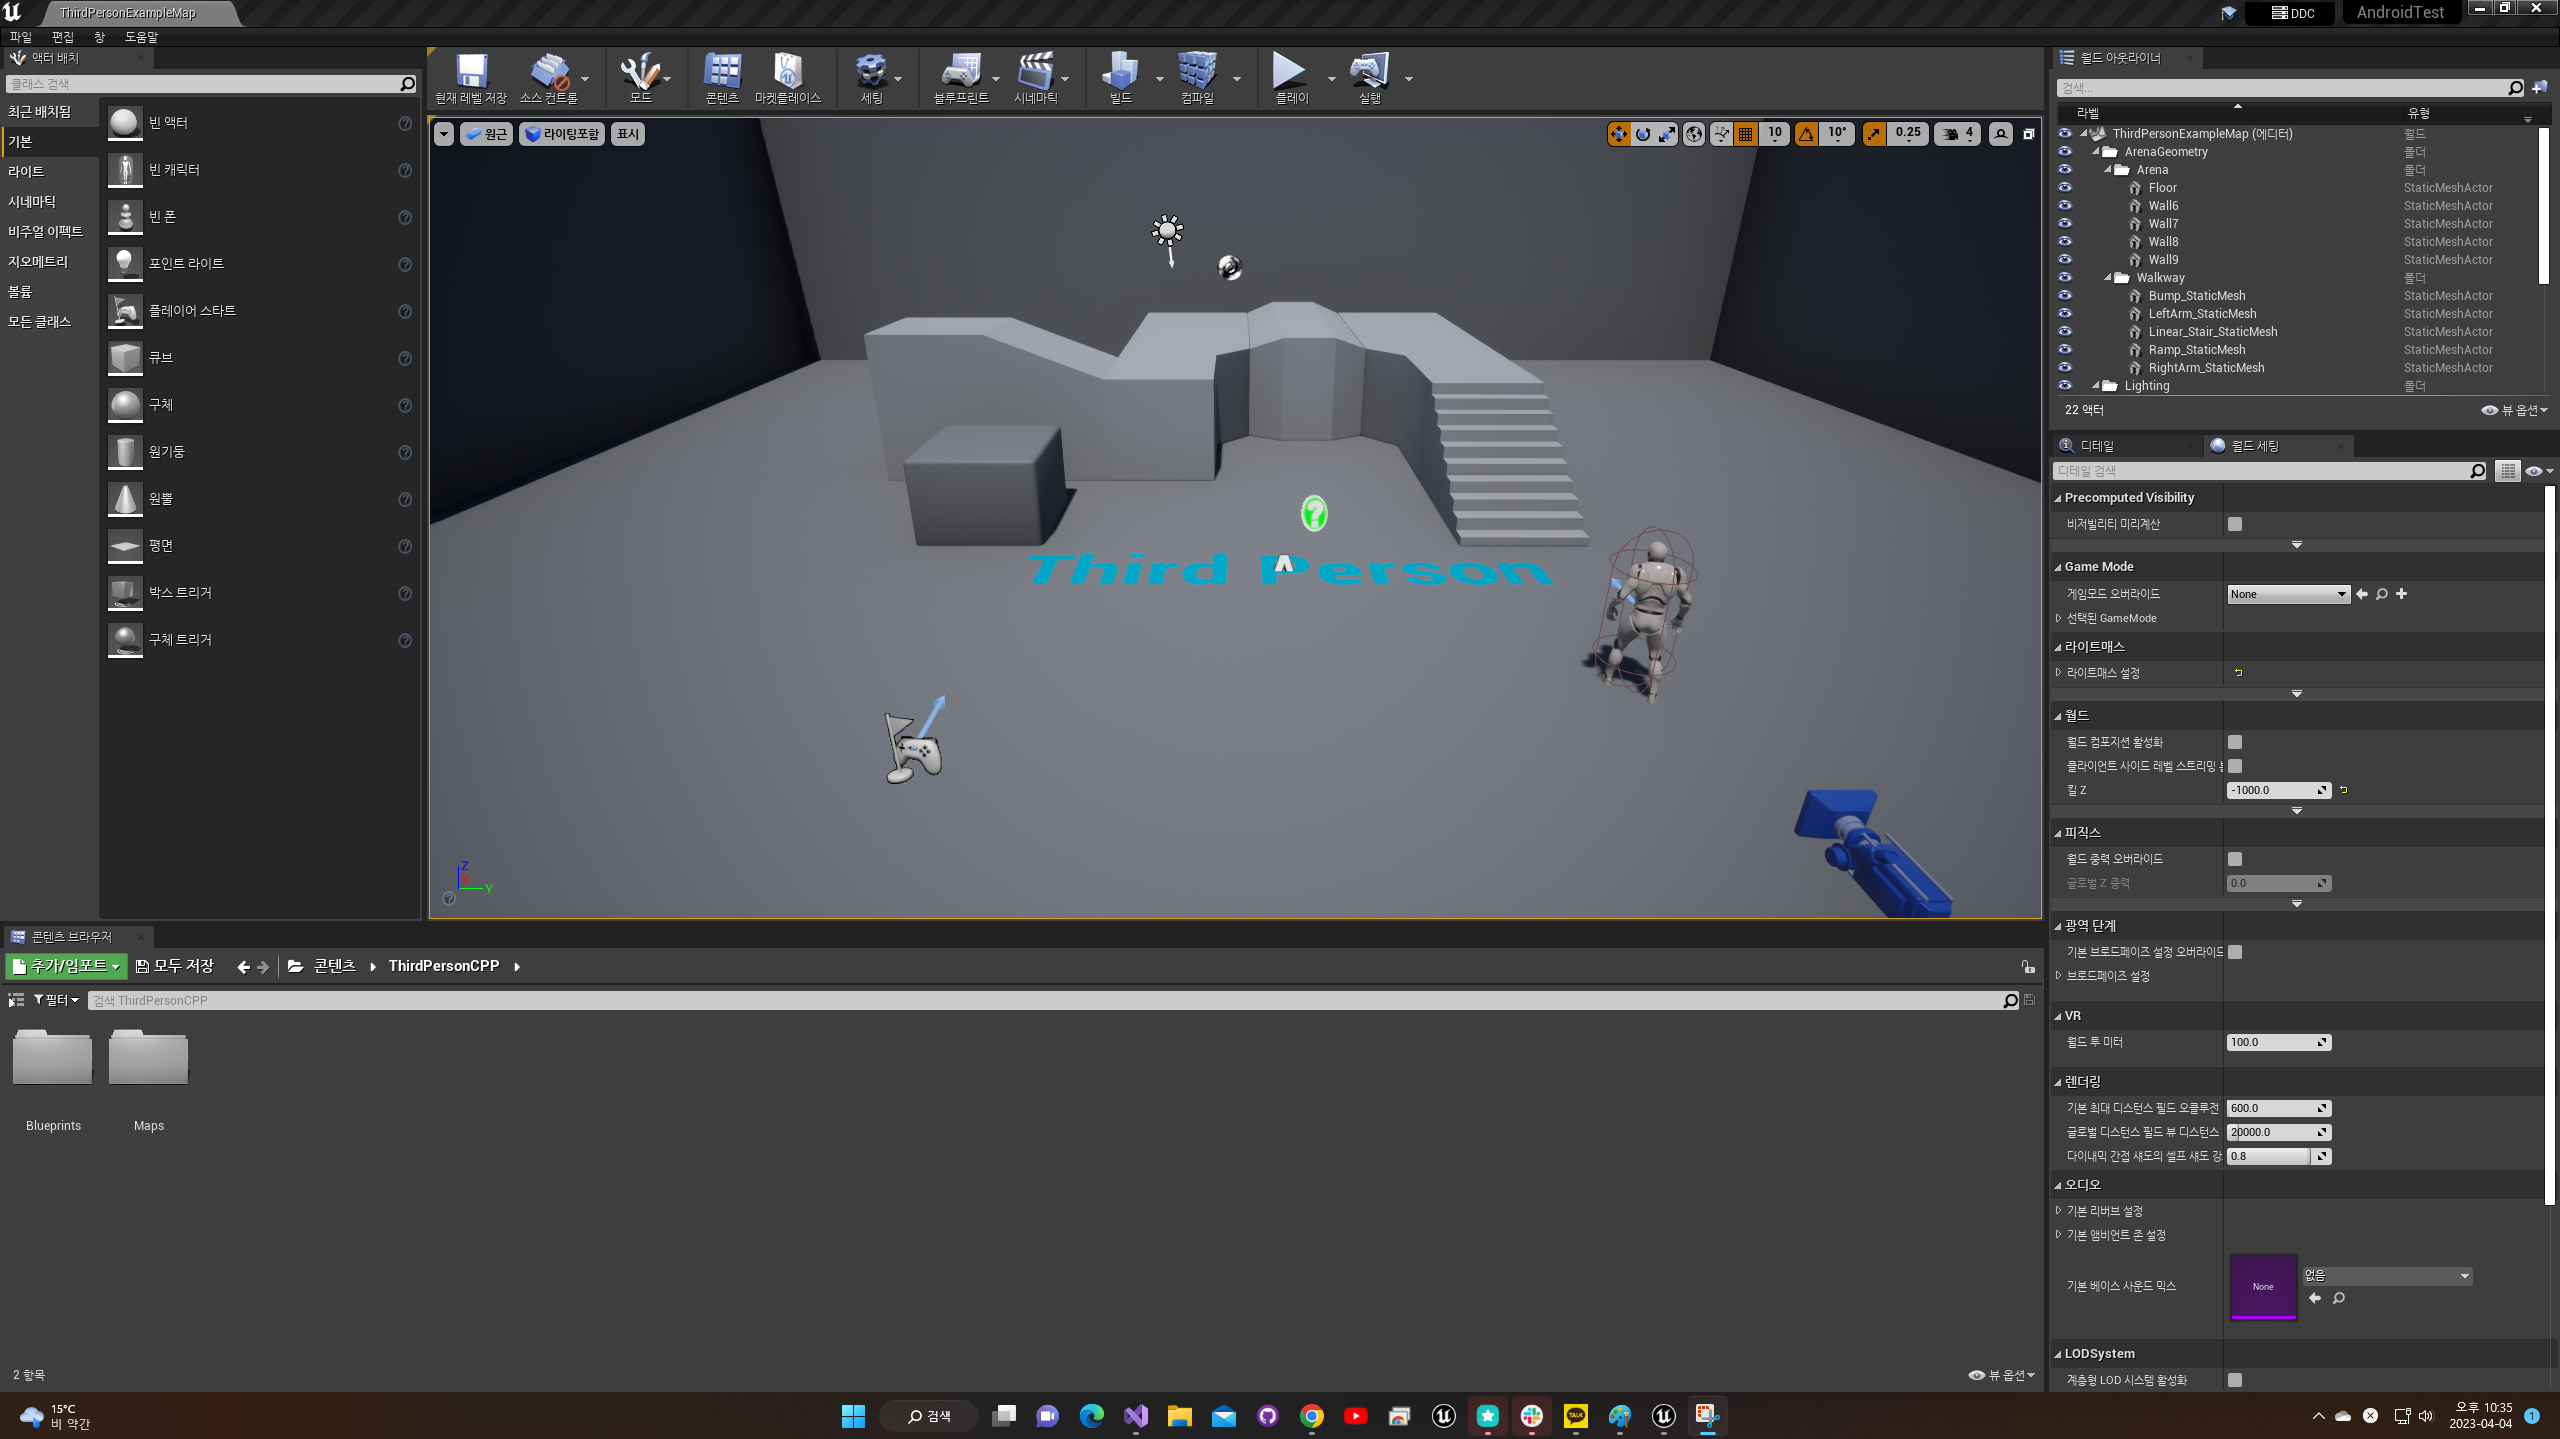 ThirdPersonExampleMap
DDC
AndroidTest
파일 편집 창 도움말
액터 배치
클래스 검색
최근 배치됨
기본
라이트
시네마틱
비주얼 이펙트
지오메트리
볼륨
모든 클래스
빈 액터
빈 캐릭터
빈 폰
포인트 라이트
플레이어 스타트
큐브
구체
원기둥
원뿔
평면
박스 트리거
구체 트리거
현재 레벨 저장 소스 컨트롤 모드 콘텐츠 마켓플레이스 세팅 블루프린트 시네마틱 빌드 컴파일 플레이 실행
원근 라이팅포함 표시
10 10° 0.25 4
Third Person
Z
X
Y
월드 아웃라이너
검색...
라벨 유형
ThirdPersonExampleMap (에디터) 월드
ArenaGeometry 폴더
Arena 폴더
Floor StaticMeshActor
Wall6 StaticMeshActor
Wall7 StaticMeshActor
Wall8 StaticMeshActor
Wall9 StaticMeshActor
Walkway 폴더
Bump_StaticMesh StaticMeshActor
LeftArm_StaticMesh StaticMeshActor
Linear_Stair_StaticMesh StaticMeshActor
Ramp_StaticMesh StaticMeshActor
RightArm_StaticMesh StaticMeshActor
Lighting 폴더
22 액터 뷰 옵션
디테일 월드 세팅
디테일 검색
Precomputed Visibility
비저빌리티 미리계산
Game Mode
게임모드 오버라이드 None
선택된 GameMode
라이트매스
라이트매스 설정
월드
월드 컴포지션 활성화
클라이언트 사이드 레벨 스트리밍
킬 Z -1000.0
피직스
월드 중력 오버라이드
글로벌 Z 중력 0.0
광역 단계
기본 브로드페이즈 설정 오버라이드
브로드페이즈 설정
VR
월드 투 미터 100.0
렌더링
기본 최대 디스턴스 필드 오클루전 600.0
글로벌 디스턴스 필드 뷰 디스턴스 20000.0
다이내믹 간접 섀도의 셀프 섀도 강 0.8
오디오
기본 리버브 설정
기본 앰비언트 존 설정
기본 베이스 사운드 믹스 None 없음
LODSystem
계층형 LOD 시스템 활성화
콘텐츠 브라우저
추가/임포트 모두 저장 콘텐츠 ThirdPersonCPP
필터 검색 ThirdPersonCPP
Blueprints Maps
2 항목 뷰 옵션
15°C
비 약간
검색
TALK
오후 10:35
2023-04-04
1